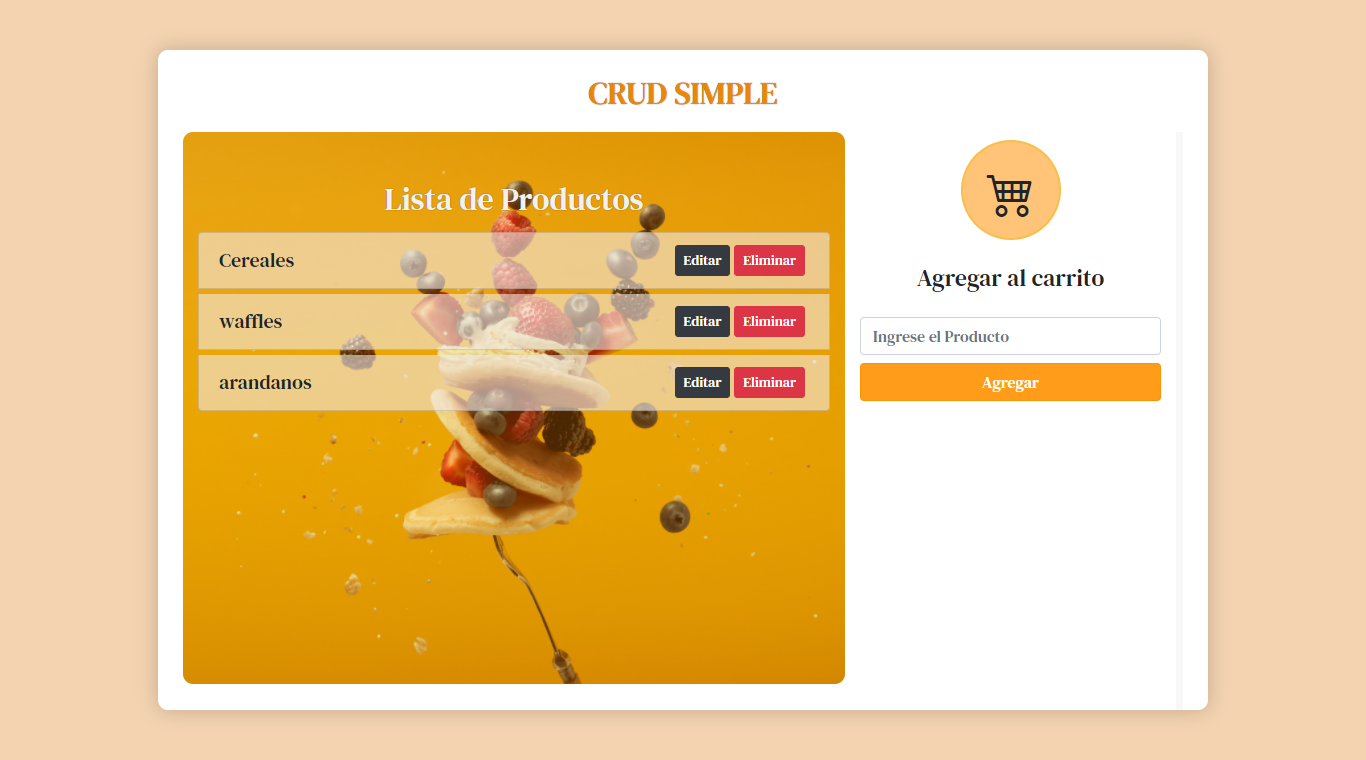 CRUD SIMPLE
Lista de Productos
Cereales Editar Eliminar
waffles Editar Eliminar
arandanos Editar Eliminar
Agregar al carrito
Ingrese el Producto
Agregar